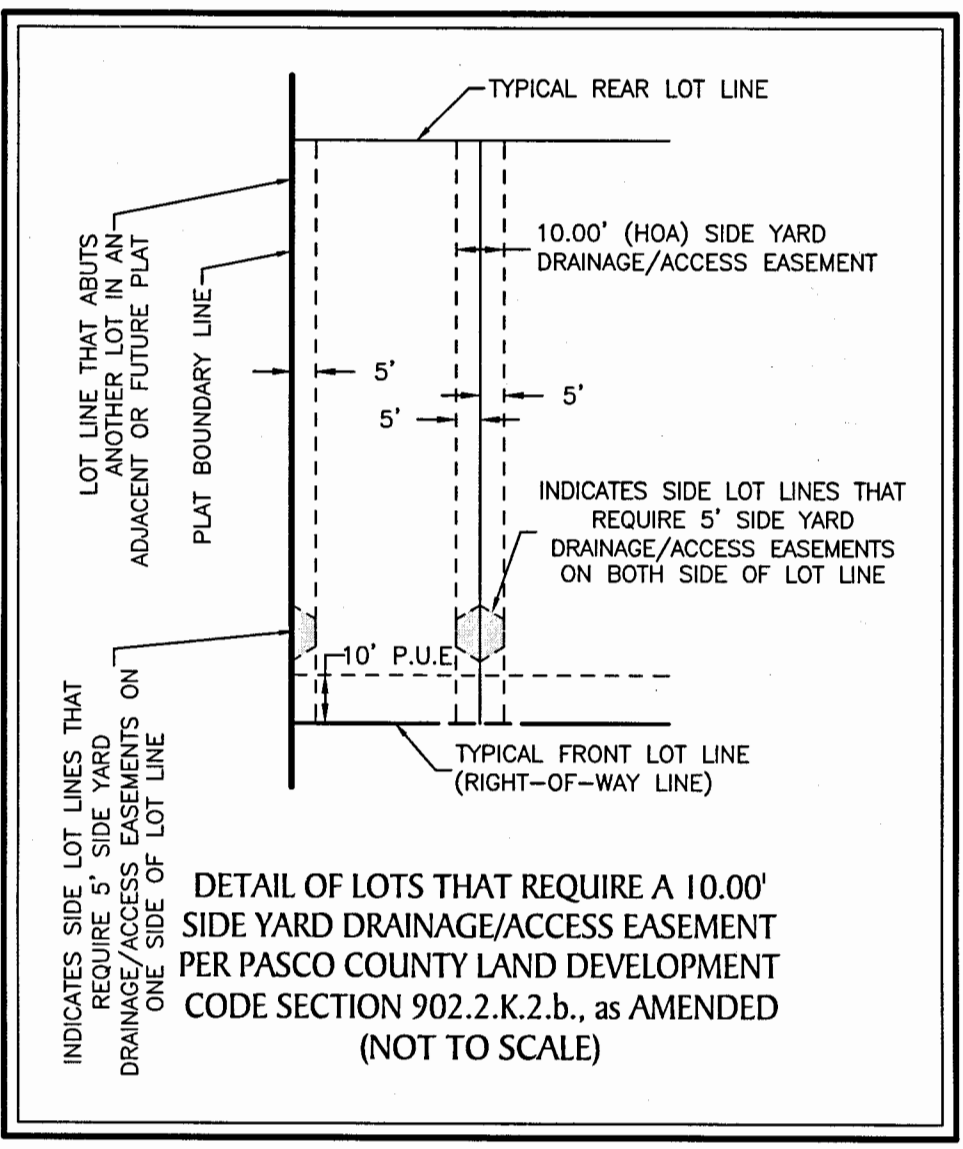 TYPICAL REAR LOT LINE
LOT LINE THAT ABUTS
ANOTHER LOT IN AN
ADJACENT OR FUTURE PLAT
PLAT BOUNDARY LINE
10.00' (HOA) SIDE YARD
DRAINAGE/ACCESS EASEMENT
5'
5'
5'
INDICATES SIDE LOT LINES THAT
REQUIRE 5' SIDE YARD
DRAINAGE/ACCESS EASEMENTS
ON BOTH SIDE OF LOT LINE
10' P.U.E
TYPICAL FRONT LOT LINE
(RIGHT-OF-WAY LINE)
INDICATES SIDE LOT LINES THAT
REQUIRE 5' SIDE YARD
DRAINAGE/ACCESS EASEMENTS ON
ONE SIDE OF LOT LINE
DETAIL OF LOTS THAT REQUIRE A 10.00'
SIDE YARD DRAINAGE/ACCESS EASEMENT
PER PASCO COUNTY LAND DEVELOPMENT
CODE SECTION 902.2.K.2.b., as AMENDED
(NOT TO SCALE)